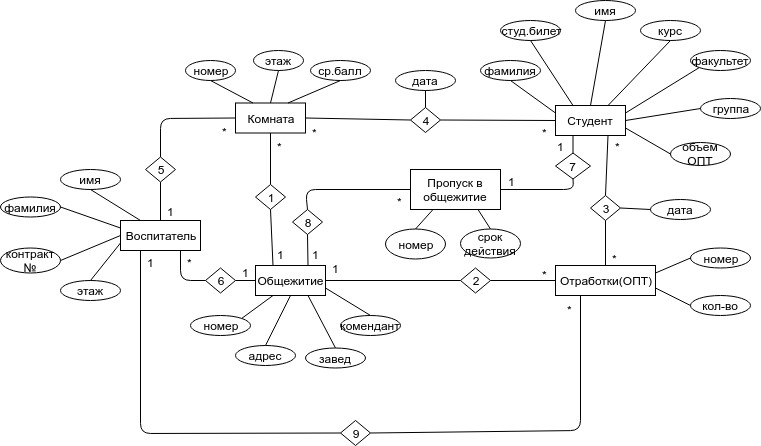 имя
студ.билет
курс
этаж
номер
ср.балл
дата
фамилия
факультет
Комната
4
Студент
группа
*
*
*
*
1
*
объем
ОПТ
5
7
имя
Пропуск в
общежитие
1
1
3
дата
фамилия
*
1
8
номер
срок
действия
Воспитатель
контракт
№
1
*
1
1
1
*
*
номер
этаж
6
Общежитие
2
Отработки(ОПТ)
кол-во
*
номер
комендант
адрес
завед
9